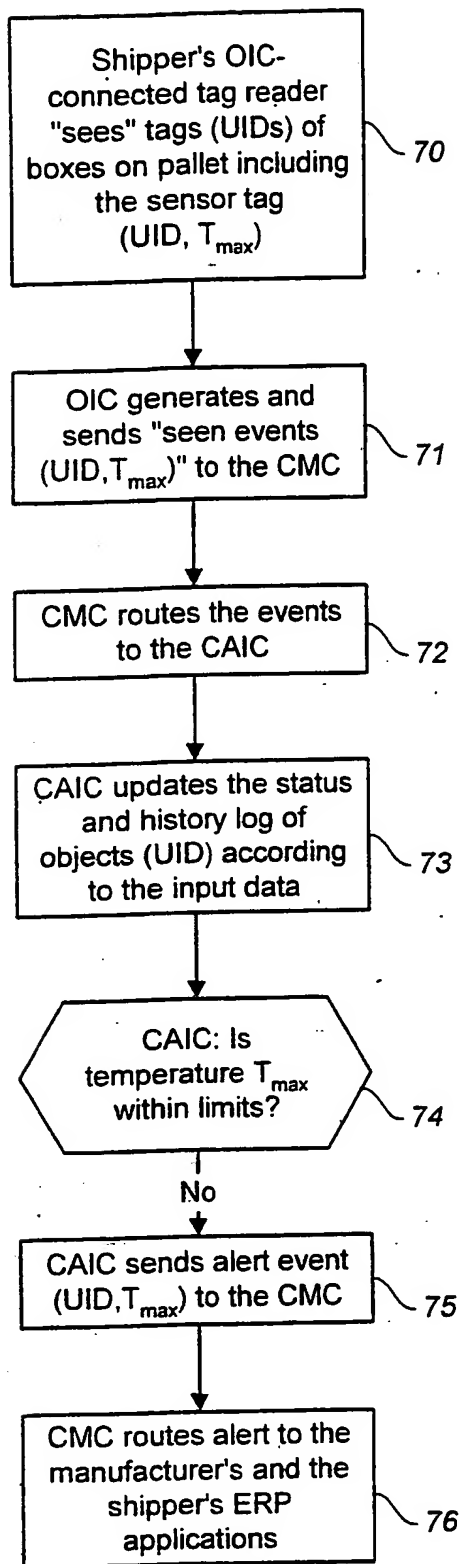 Shipper's OIC-
connected tag reader
"sees" tags (UIDs) of
boxes on pallet including
the sensor tag
(UID, Tmax)
70
OIC generates and
sends "seen events
(UID,Tmax)" to the CMC
71
CMC routes the events
to the CAIC
72
CAIC updates the status
and history log of
objects (UID) according
to the input data
73
CAIC: Is
temperature Tmax
within limits?
74
No
CAIC sends alert event
(UID,Tmax) to the CMC
75
CMC routes alert to the
manufacturer's and the
shipper's ERP
applications
76